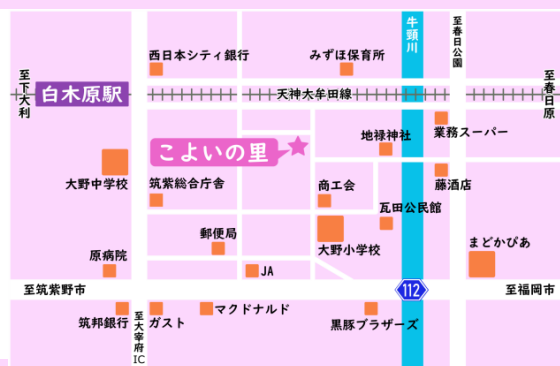 西日本シティ銀行
みずほ保育所
牛頸川
至春日公園
至下大利
白木原駅
天神大牟田線
至春日原
こよいの里
地禄神社
業務スーパー
大野中学校
筑紫総合庁舎
商工会
藤酒店
瓦田公民館
郵便局
大野小学校
まどかぴあ
原病院
JA
至筑紫野市
112
至福岡市
筑邦銀行
至太宰府IC
ガスト
マクドナルド
黒豚ブラザーズ